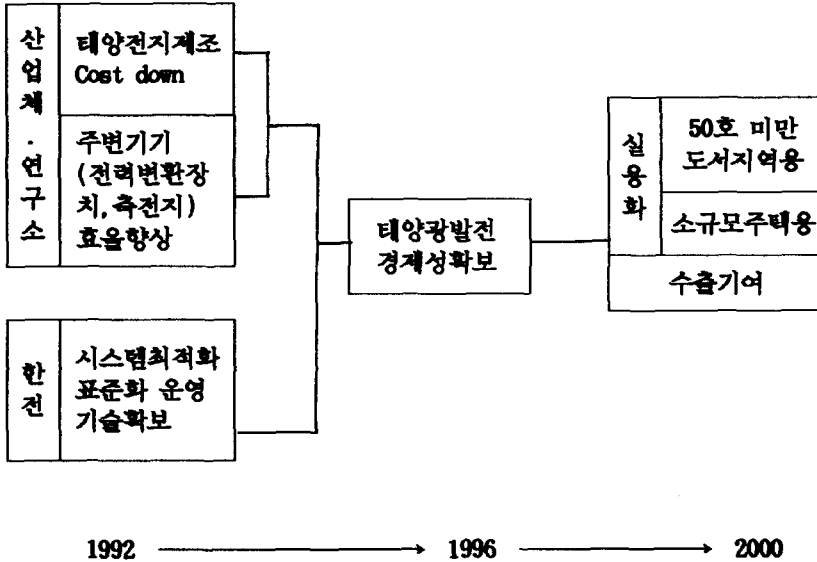 산업체·연구소
태양전지제조
Cost down
주변기기
(전력변환장
치,축전지)
효율향상
한전
시스템최적화
표준화 운영
기술확보
태양광발전
경제성확보
실용화
50호 미만
도서지역용
소규모주택용
수출기여
1992
1996
2000